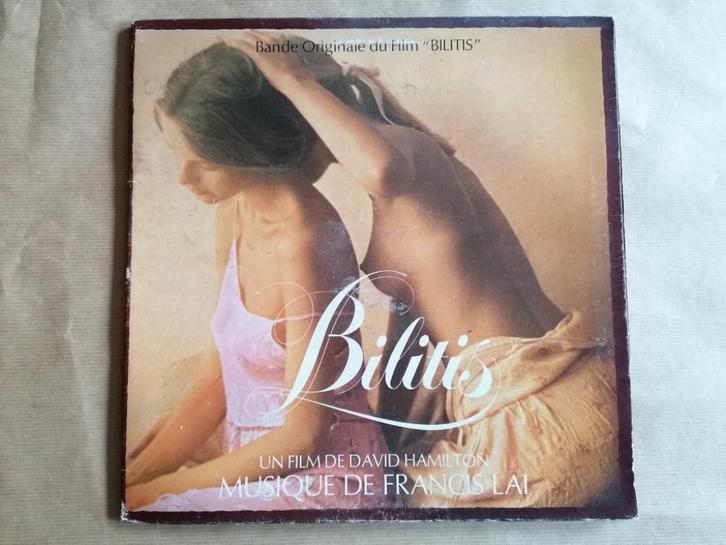 Bande Originale du Film "BILITIS"
Bilitis
UN FILM DE DAVID HAMILTON
MUSIQUE DE FRANCIS LAI